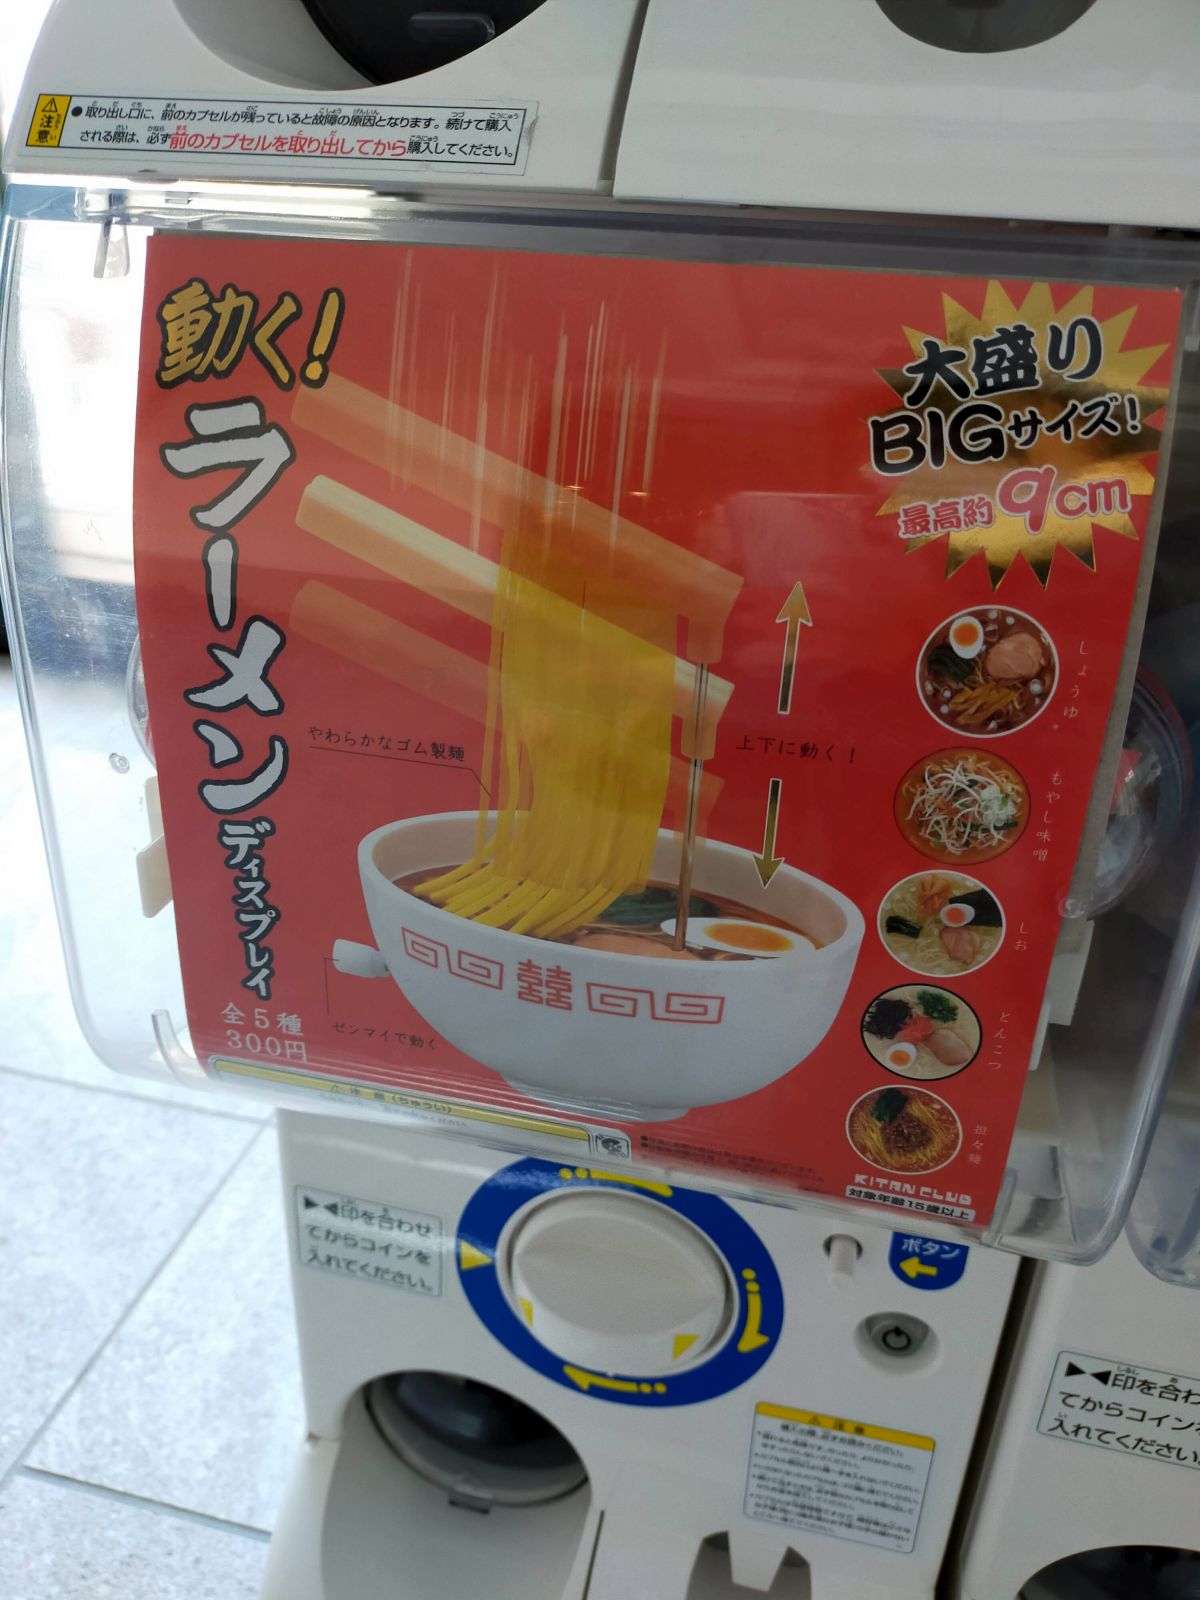 注意
●取り出し口に、前のカプセルが残っていると故障の原因となります。続けて購入
される際は、必ず前のカプセルを取り出してから購入してください。
動く!
ラーメン
ディスプレイ
全5種
300円
大盛り
BIGサイズ!
最高約9cm
やわらかなゴム製麺
上下に動く!
ゼンマイで動く
しょうゆ。
もやし味噌
しお
とんこつ
担々麺
KITAN CLUB
対象年齢15歳以上
⚠注意(ちゅうい)
▶◀印を合わせ
てからコインを
入れてください。
ボタン
⚠注意
▶◀印を合わ
てからコインを
入れてください